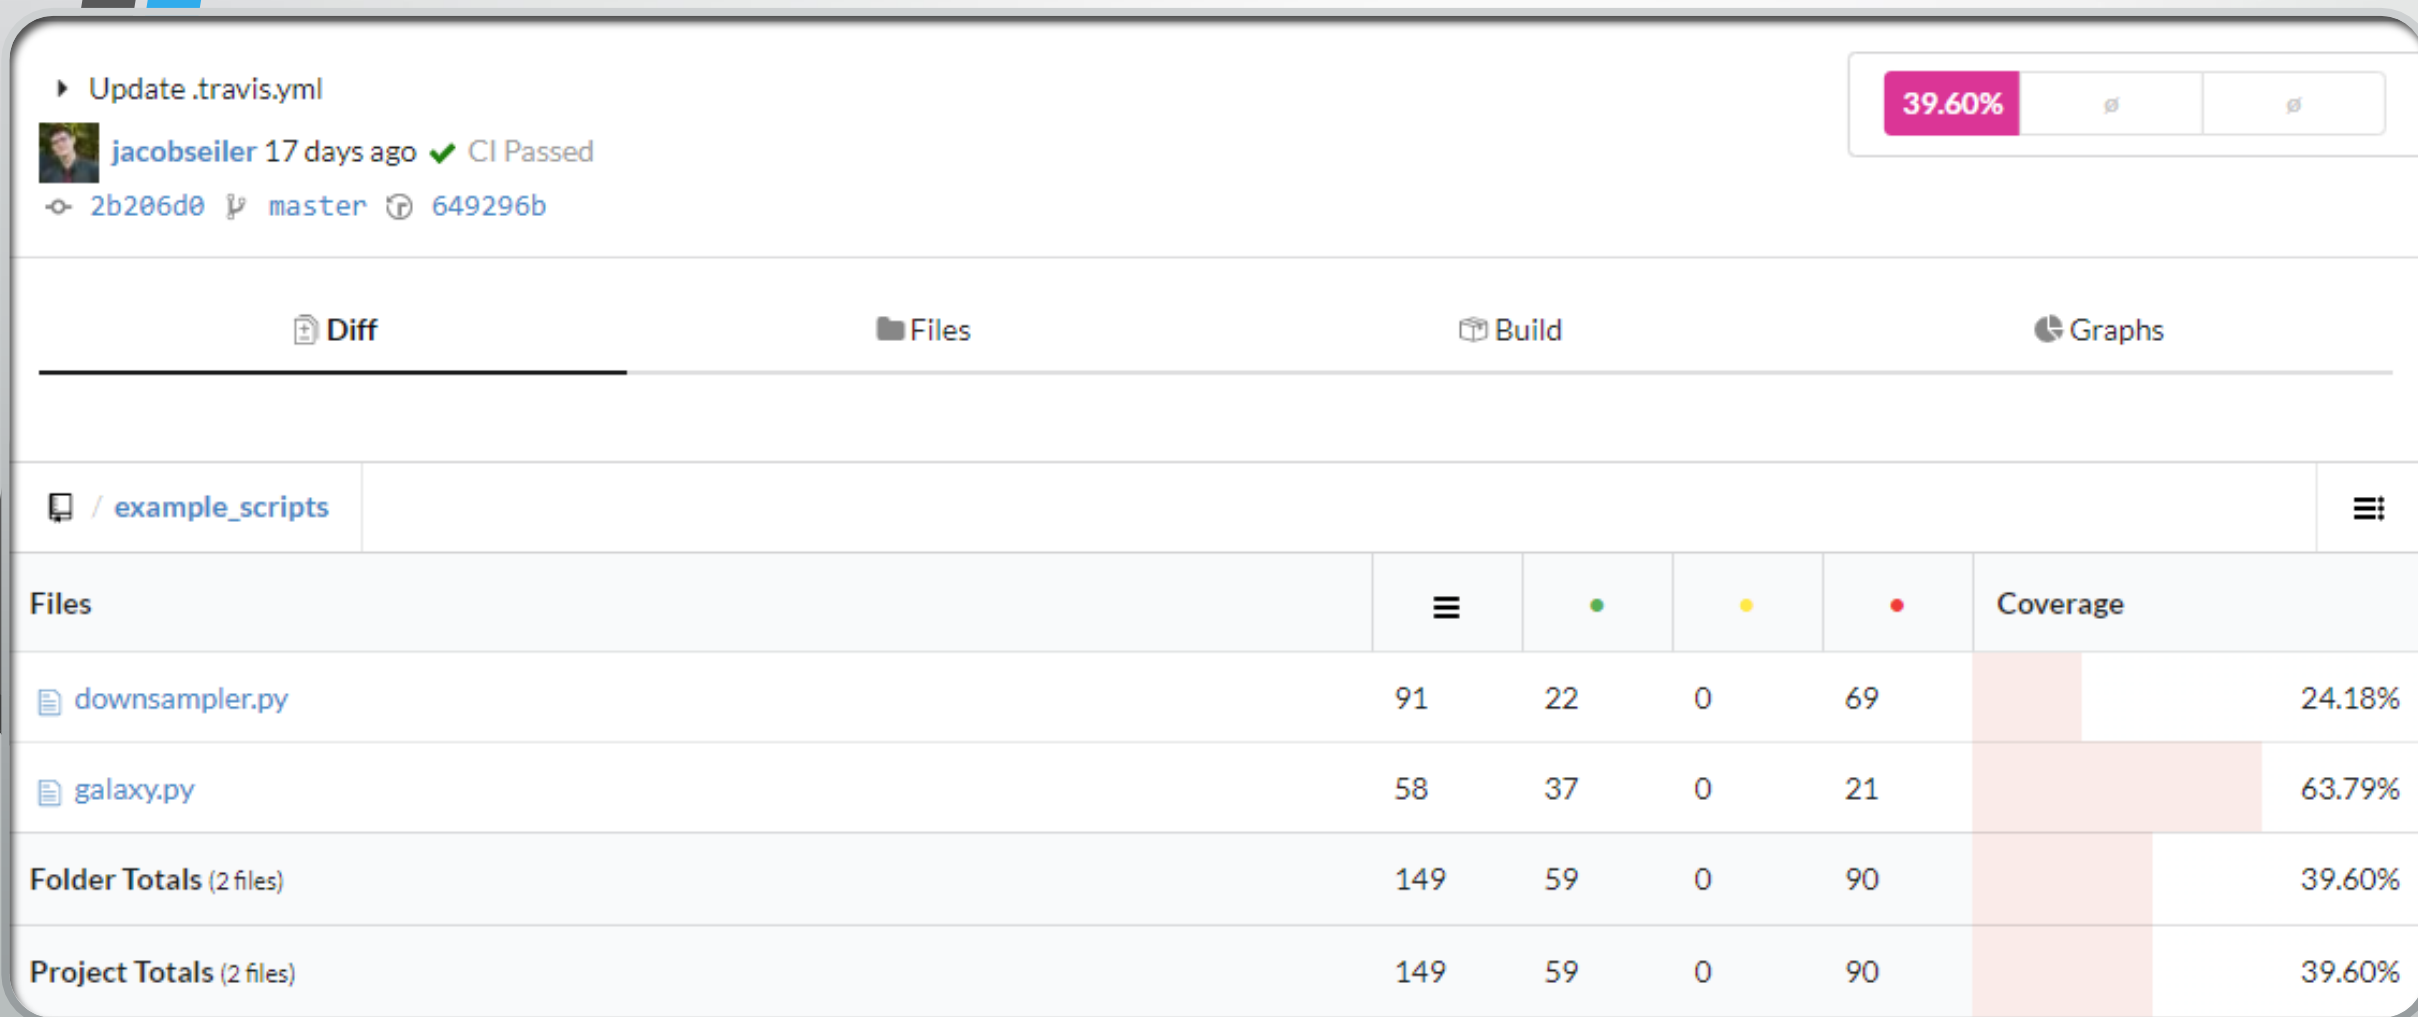 Update .travis.yml
39.60% ø ø
jacobseiler 17 days ago CI Passed
2b206d0 master 649296b
Diff Files Build Graphs
/ example_scripts
Files Coverage
downsampler.py 91 22 0 69 24.18%
galaxy.py 58 37 0 21 63.79%
Folder Totals (2 files) 149 59 0 90 39.60%
Project Totals (2 files) 149 59 0 90 39.60%